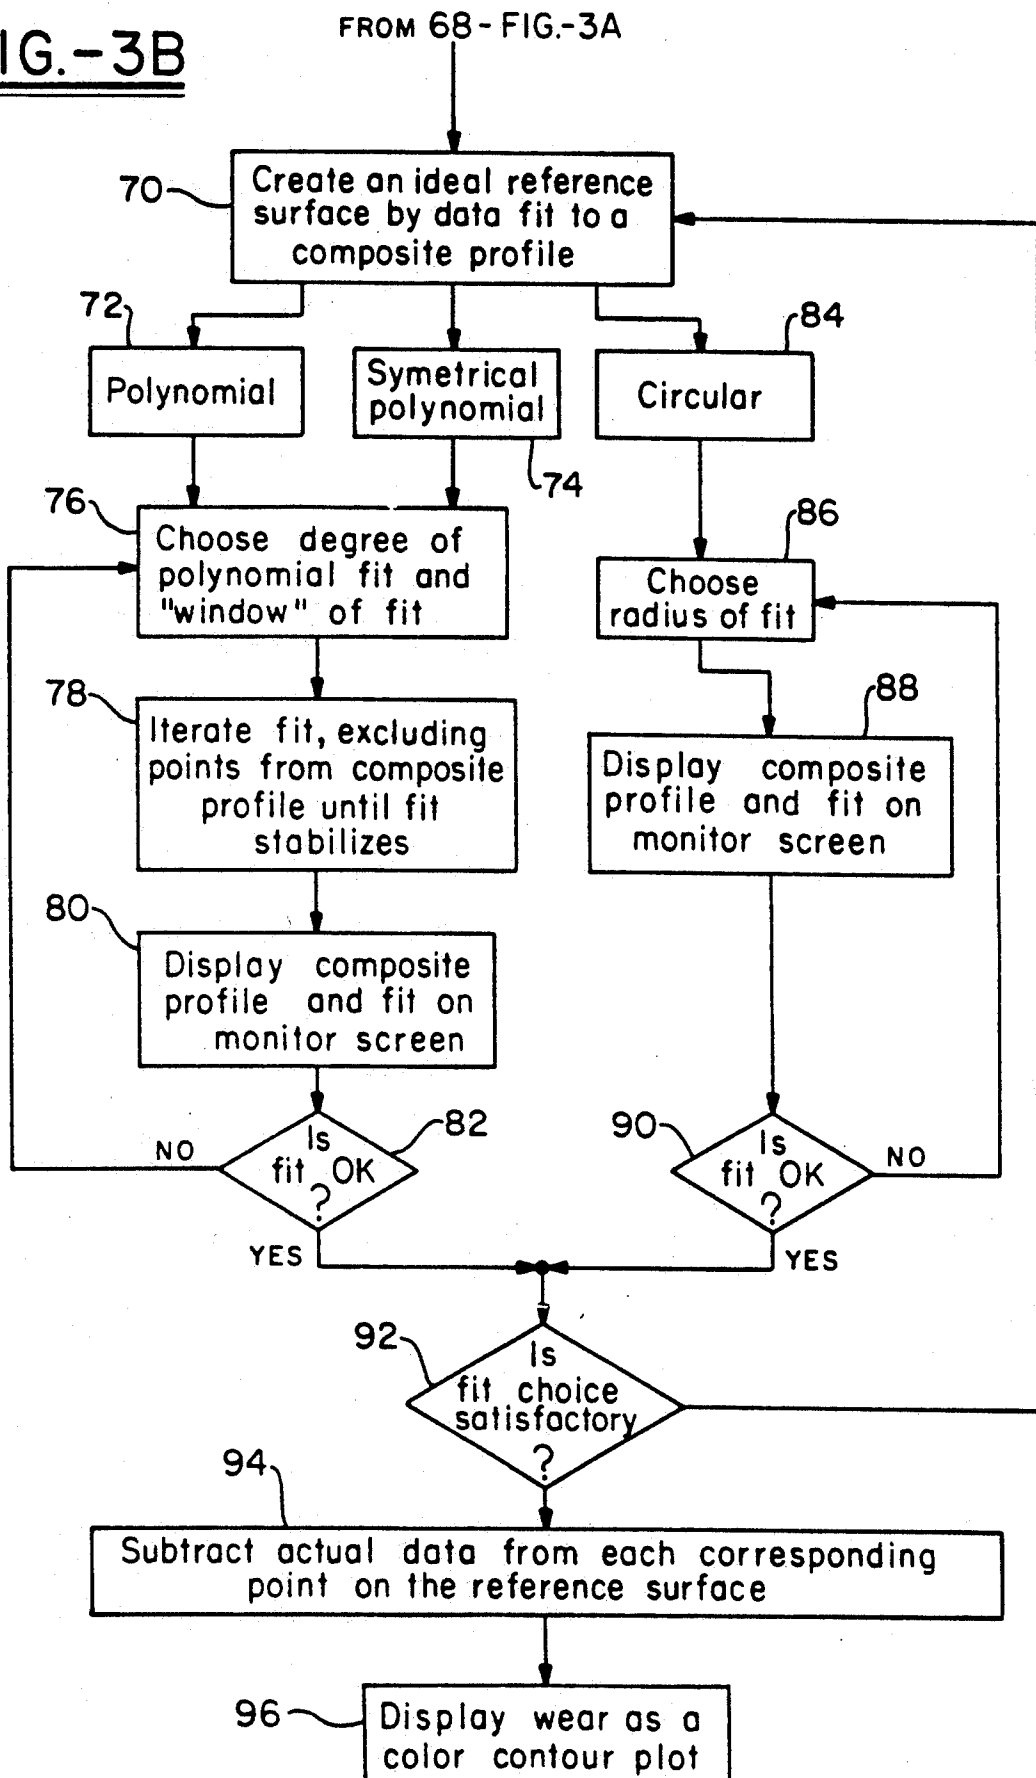 IG.-3B
FROM 68 - FIG.-3A
70
Create an ideal reference
surface by data fit to a
composite profile
72
Polynomial
Symetrical
polynomial
74
84
Circular
76
Choose degree of
polynomial fit and
"window" of fit
86
Choose
radius of fit
78
Iterate fit, excluding
points from composite
profile until fit
stabilizes
88
Display composite
profile and fit on
monitor screen
80
Display composite
profile and fit on
monitor screen
82
Is
fit OK
?
NO
YES
90
Is
fit OK
?
NO
YES
92
Is
fit choice
satisfactory
?
94
Subtract actual data from each corresponding
point on the reference surface
96
Display wear as a
color contour plot